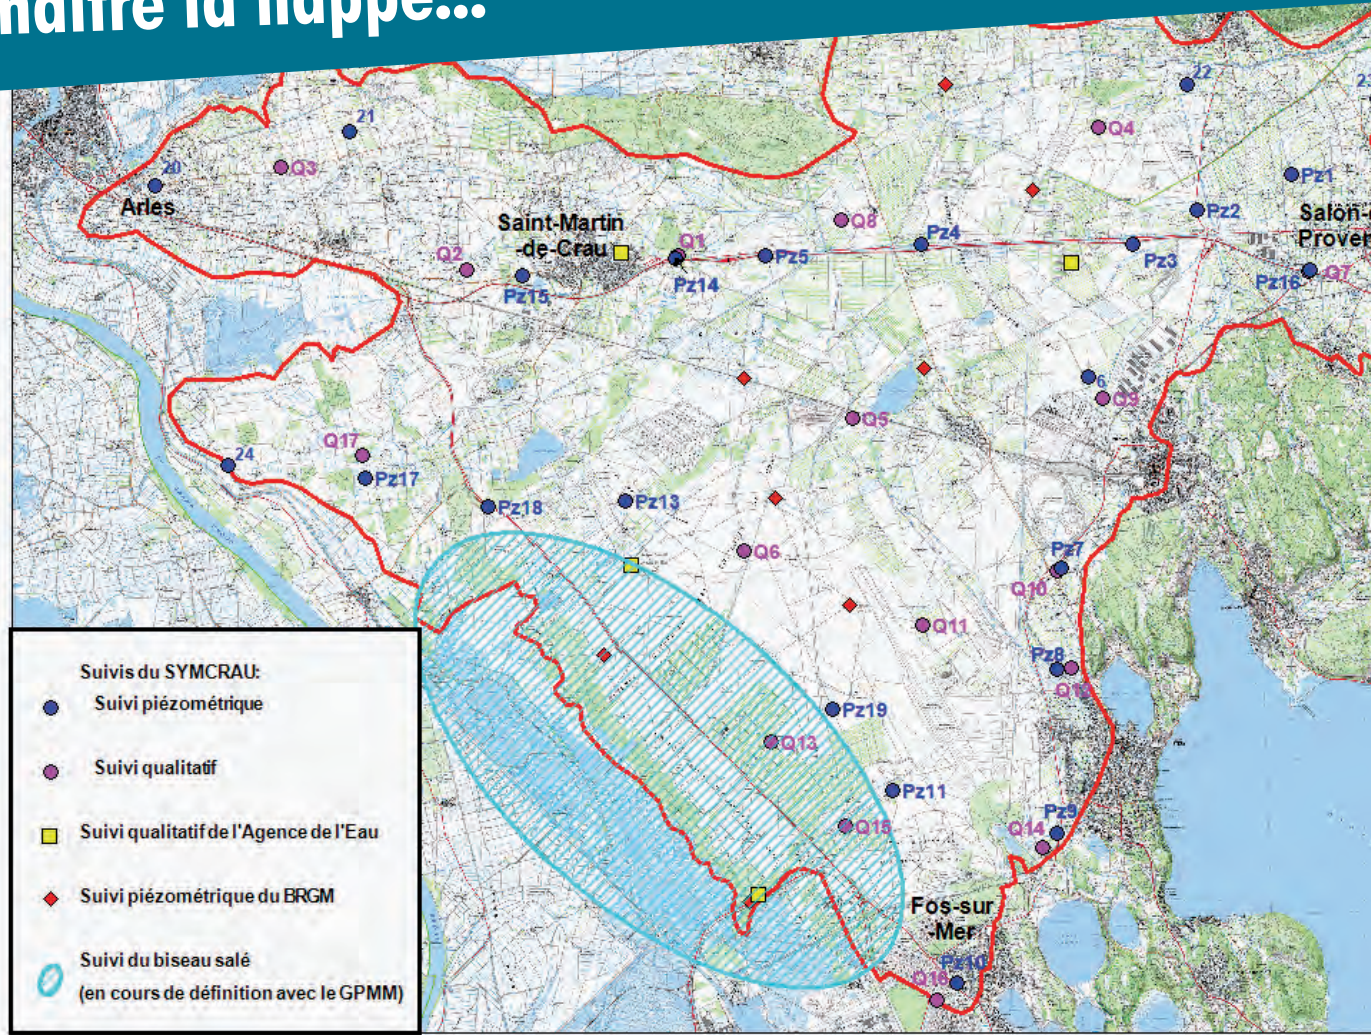 naître la nappe...
22
21
Q4
20
Q3
Pz1
Arles
Pz2
Saint-Martin
-de-Crau
Q8
Salon-
Proven
Q2
Q1
Pz5
Pz4
Pz3
Pz15
Pz14
Pz16
Q7
6
Q9
Q5
Q17
24
Pz17
Pz18
Pz13
Q6
Pz7
Q10
Q11
Pz8
Pz19
Q13
Pz11
Q15
Pz9
Q14
Fos-sur
-Mer
Pz10
Q16
Suivis du SYMCRAU:
Suivi piézométrique
Suivi qualitatif
Suivi qualitatif de l'Agence de l'Eau
Suivi piézométrique du BRGM
Suivi du biseau salé
(en cours de définition avec le GPMM)